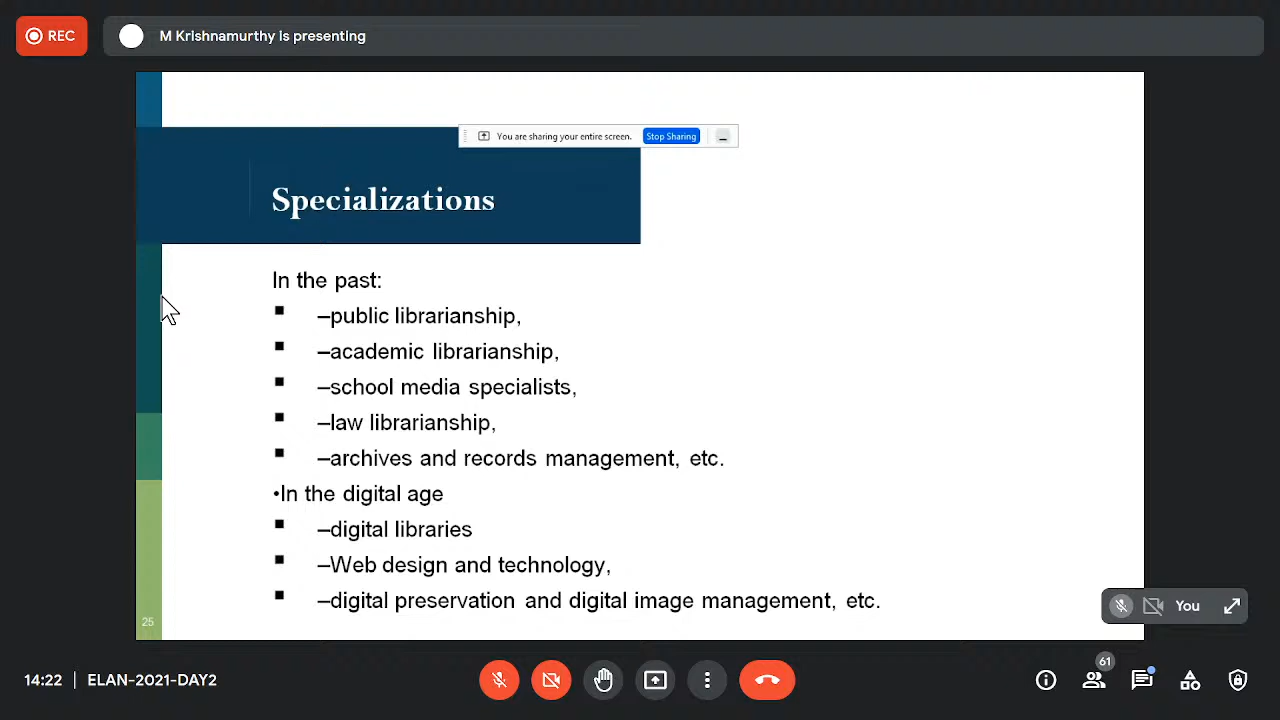 REC
M Krishnamurthy Is presenting
You are sharing your entire screen.
Stop Sharing
Specializations
In the past:
–public librarianship,
–academic librarianship,
–school media specialists,
–law librarianship,
–archives and records management, etc.
•In the digital age
–digital libraries
–Web design and technology,
–digital preservation and digital image management, etc.
25
You
14:22 | ELAN-2021-DAY2
61